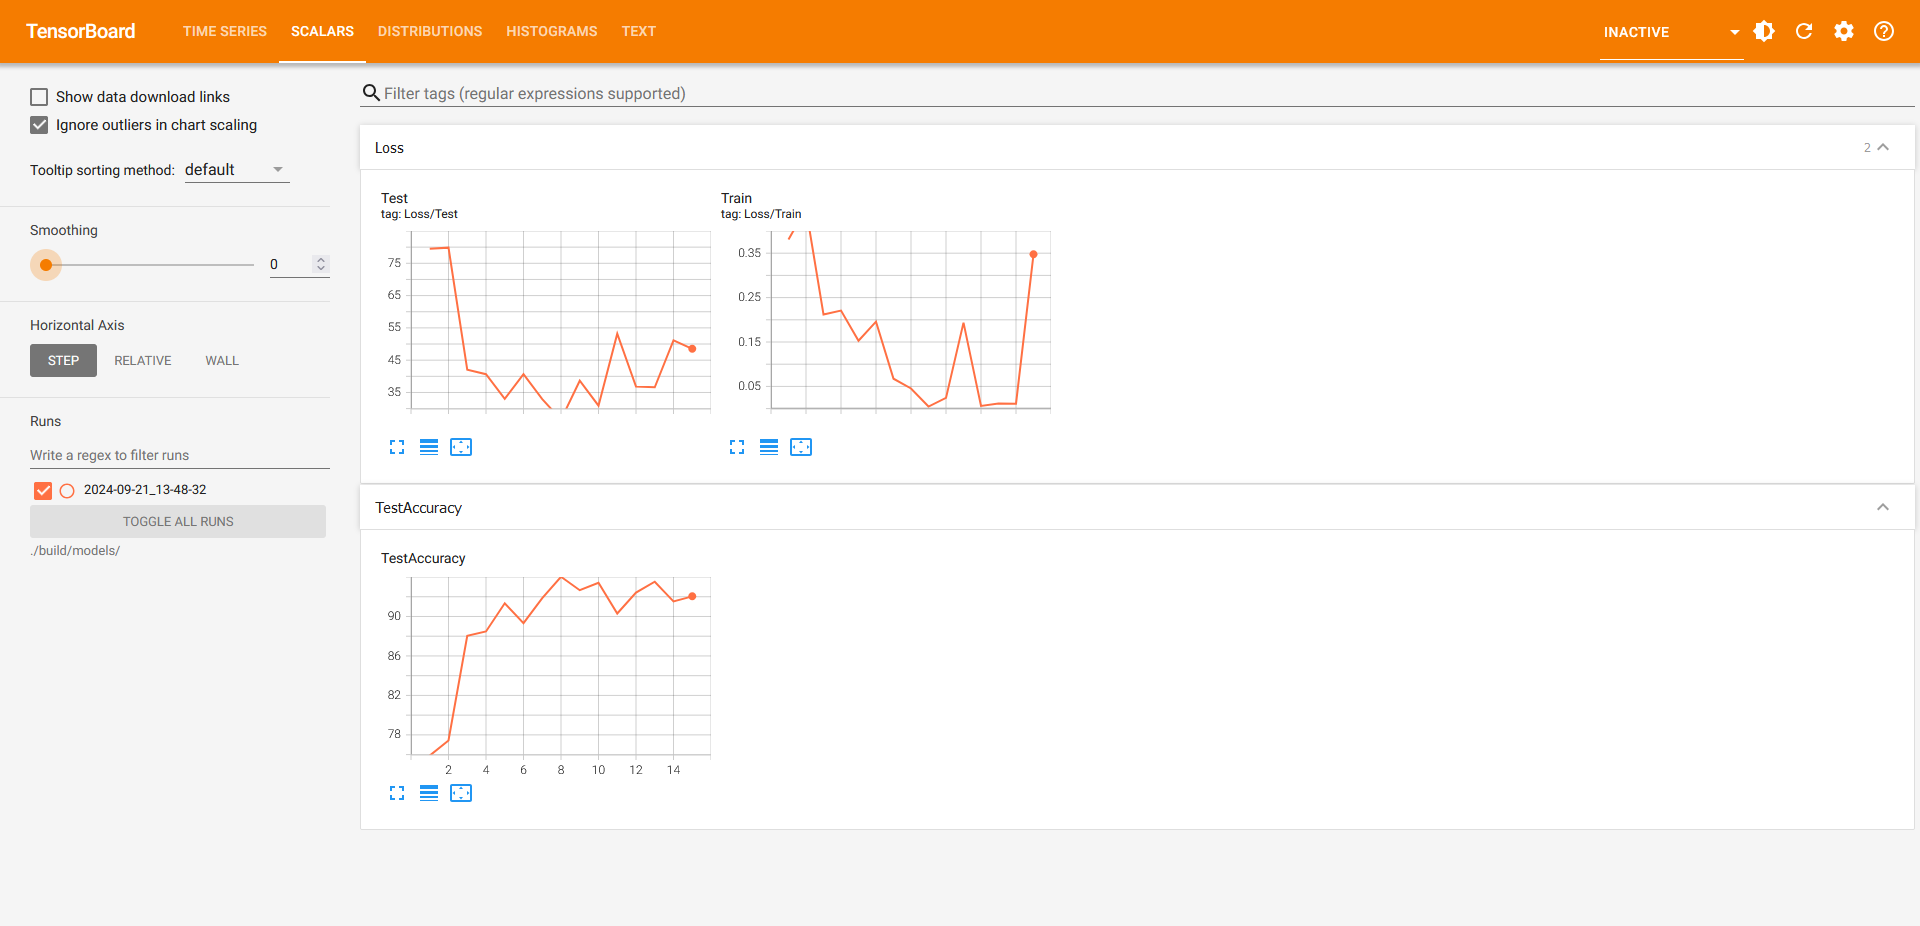 TensorBoard
TIME SERIES
SCALARS
DISTRIBUTIONS
HISTOGRAMS
TEXT
INACTIVE
Show data download links
Ignore outliers in chart scaling
Tooltip sorting method: default
Smoothing
0
Horizontal Axis
STEP
RELATIVE
WALL
Runs
Write a regex to filter runs
2024-09-21_13-48-32
TOGGLE ALL RUNS
./build/models/
Filter tags (regular expressions supported)
Loss
2
Test
tag: Loss/Test
75
65
55
45
35
Train
tag: Loss/Train
0.35
0.25
0.15
0.05
TestAccuracy
TestAccuracy
90
86
82
78
2 4 6 8 10 12 14